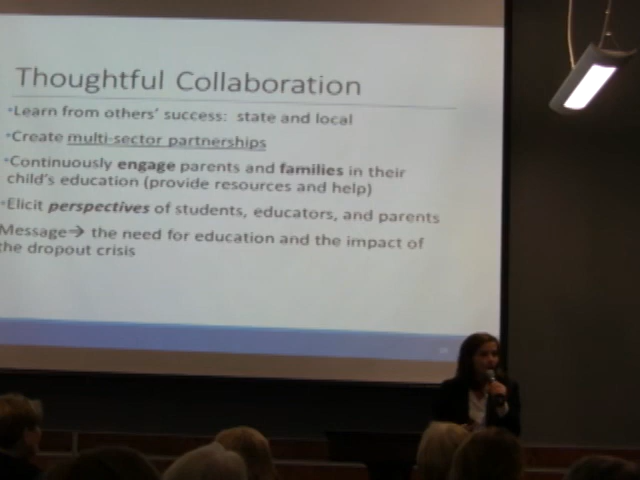 Thoughtful Collaboration
•Learn from others' success: state and local
•Create multi-sector partnerships
•Continuously engage parents and families in their
child's education (provide resources and help)
•Elicit perspectives of students, educators, and parents
Message→ the need for education and the impact of
the dropout crisis